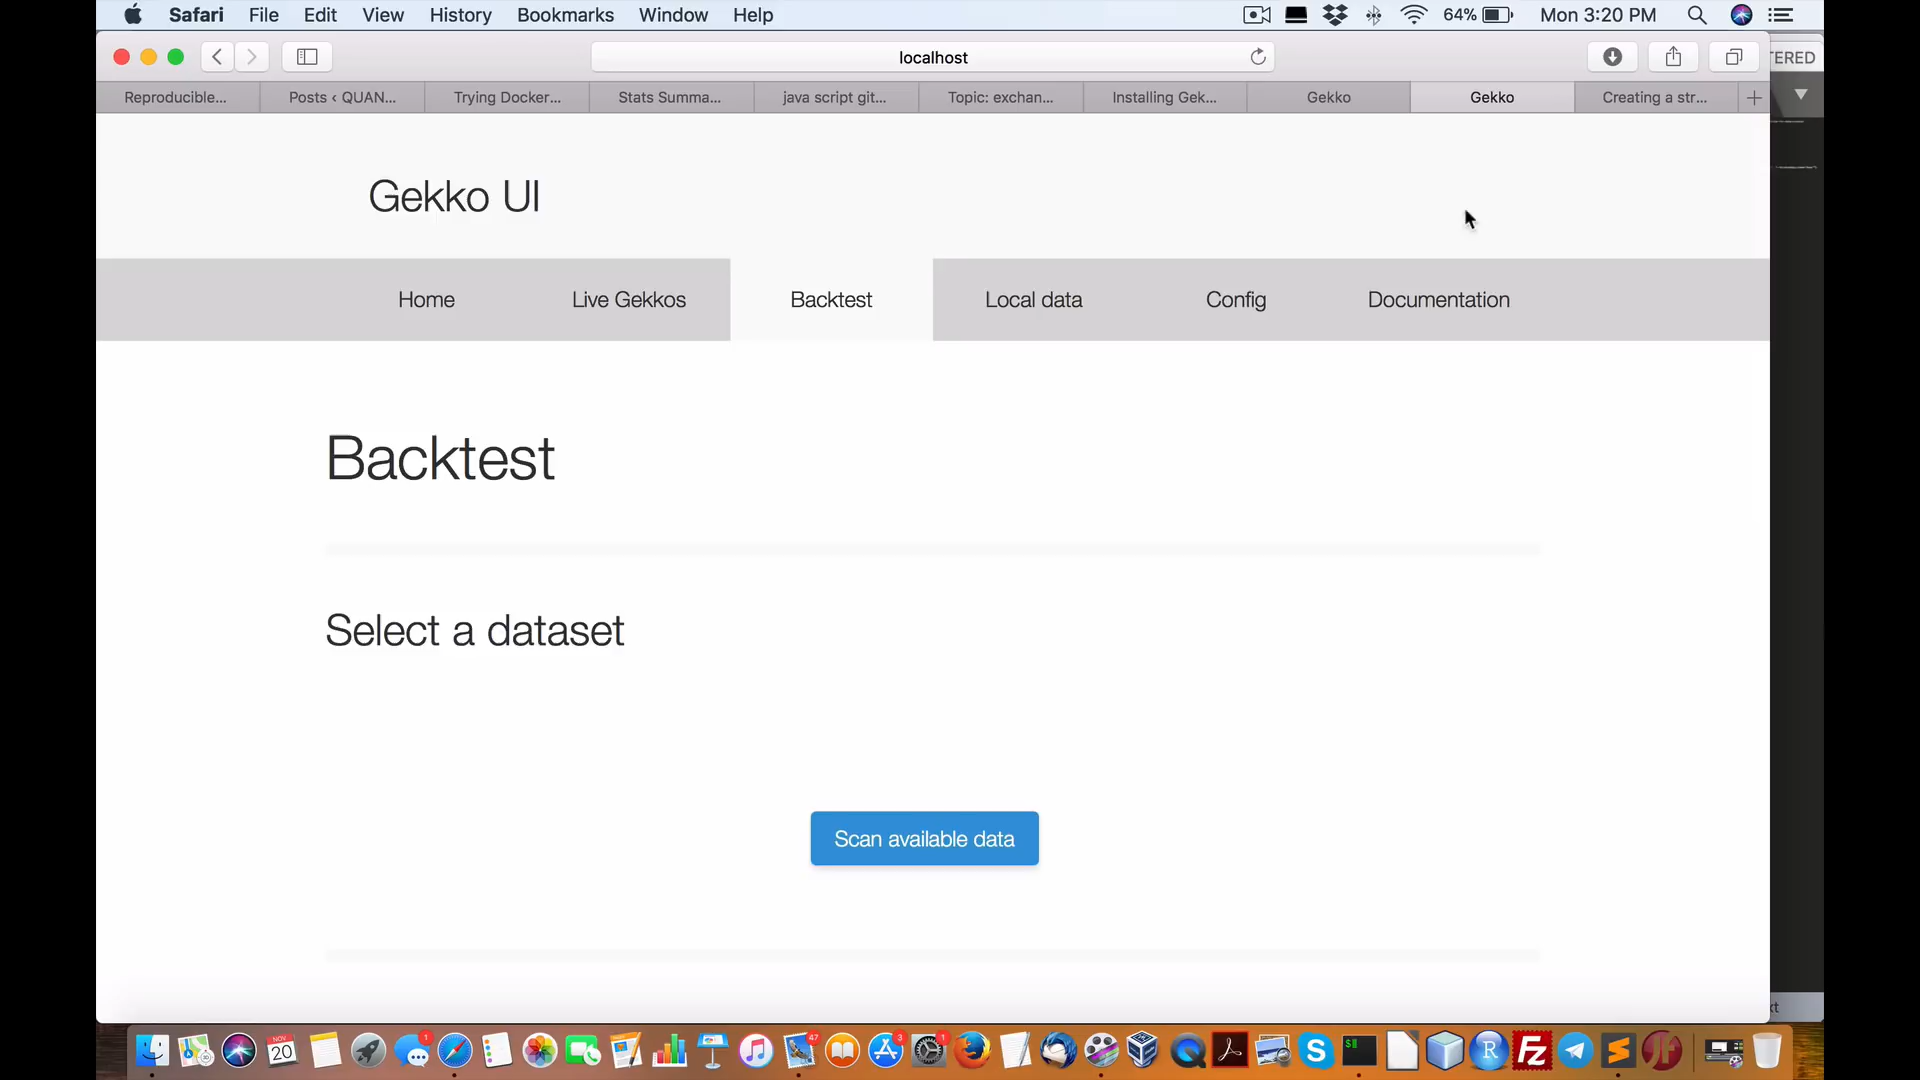 Safari File Edit View History Bookmarks Window Help 64% Mon 3:20 PM
localhost
TERED
Reproducible... Posts ‹ QUAN... Trying Docker... Stats Summa... java script git... Topic: exchan... Installing Gek... Gekko Gekko Creating a str...
Gekko UI
Home Live Gekkos Backtest Local data Config Documentation
Backtest
Select a dataset
Scan available data